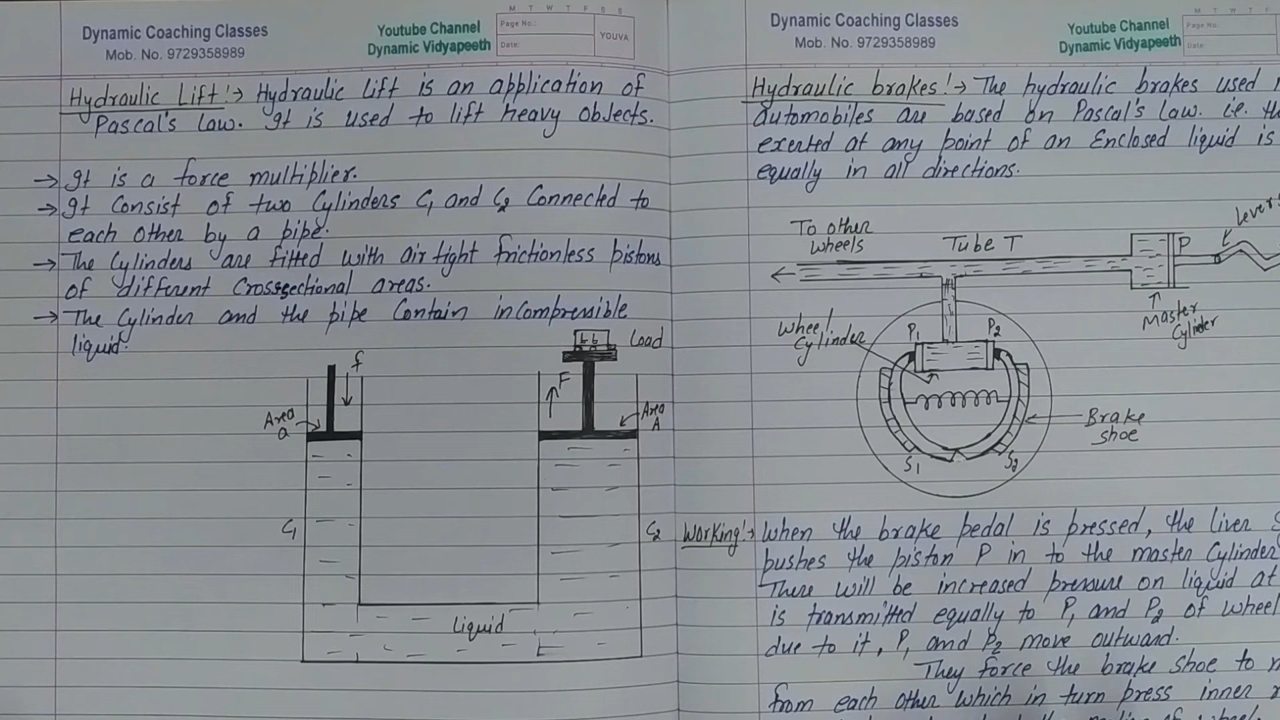 Dynamic Coaching Classes
Mob. No. 9729358989
Youtube Channel
Dynamic Vidyapeeth
M T W T F S S
Page No.:
Date:
YOUVA
Hydraulic Lift!→ Hydraulic Lift is an application of
Pascal's Law. It is used to lift heavy objects.
→ It is a force multiplier.
→ It Consist of two Cylinders C1 and C2 Connected to
each other by a pipe.
→ The Cylinders are fitted with air tight frictionless pistons
of different Crosssectional areas.
→ The Cylinder and the pipe Contain incompressible
liquid.
Load
f
F
Area
a
Area
A
C1
C2
Liquid
Dynamic Coaching Classes
Mob. No. 9729358989
Youtube Channel
Dynamic Vidyapeeth
M T W T F
Page No.:
Date:
Hydraulic brakes!→ The hydraulic brakes used
automobiles are based on Pascal's Law. i.e. the
exerted at any point of an Enclosed liquid is
equally in all directions.
To other
wheels
Tube T
P
Lever
Master
Cylinder
Wheel
Cylinder
P1
P2
Brake
shoe
S1
S2
Working!→ When the brake pedal is pressed, the liver
pushes the piston P in to the master Cylinder
There will be increased pressure on liquid at
is transmitted equally to P1 and P2 of wheel
due to it, P1 and P2 move outward.
They force the brake shoe to
from each other which in turn press inner